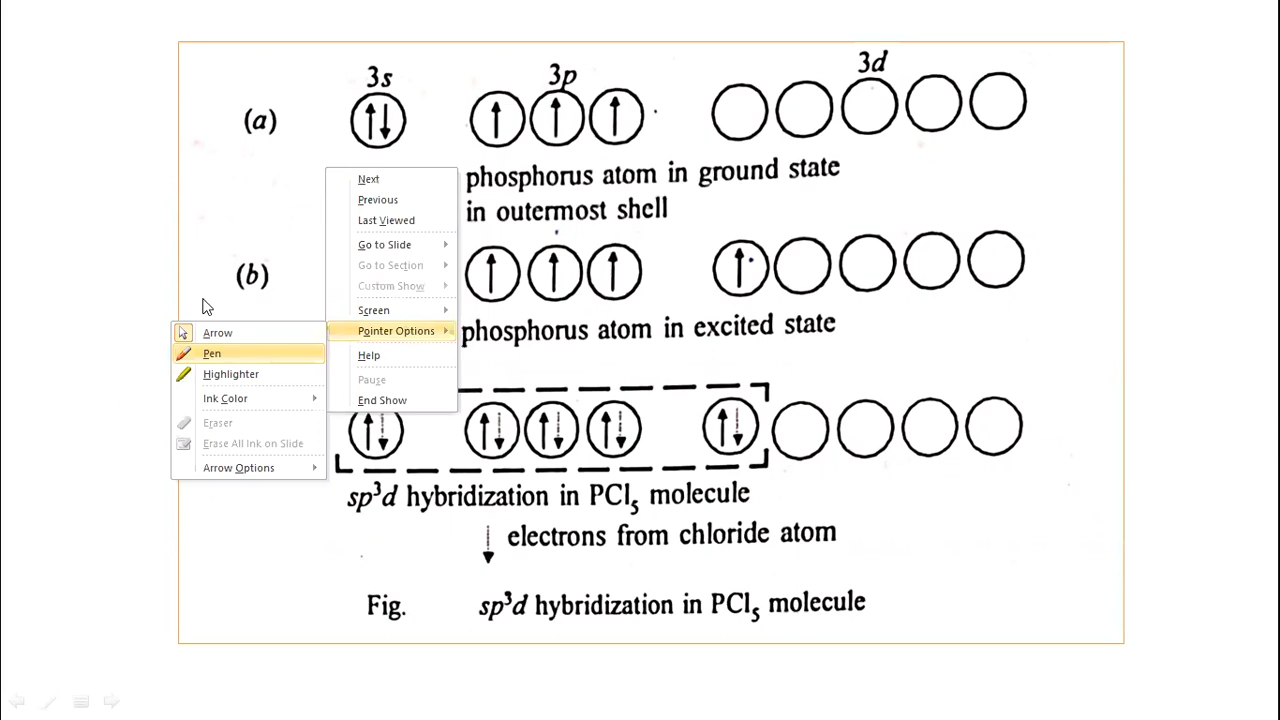 3s 3p 3d
(a)
phosphorus atom in ground state
in outermost shell
(b)
phosphorus atom in excited state
Next
Previous
Last Viewed
Go to Slide
Go to Section
Custom Show
Screen
Pointer Options
Help
Pause
End Show
Arrow
Pen
Highlighter
Ink Color
Eraser
Erase All Ink on Slide
Arrow Options
sp³d hybridization in PCl₅ molecule
electrons from chloride atom
Fig. sp³d hybridization in PCl₅ molecule